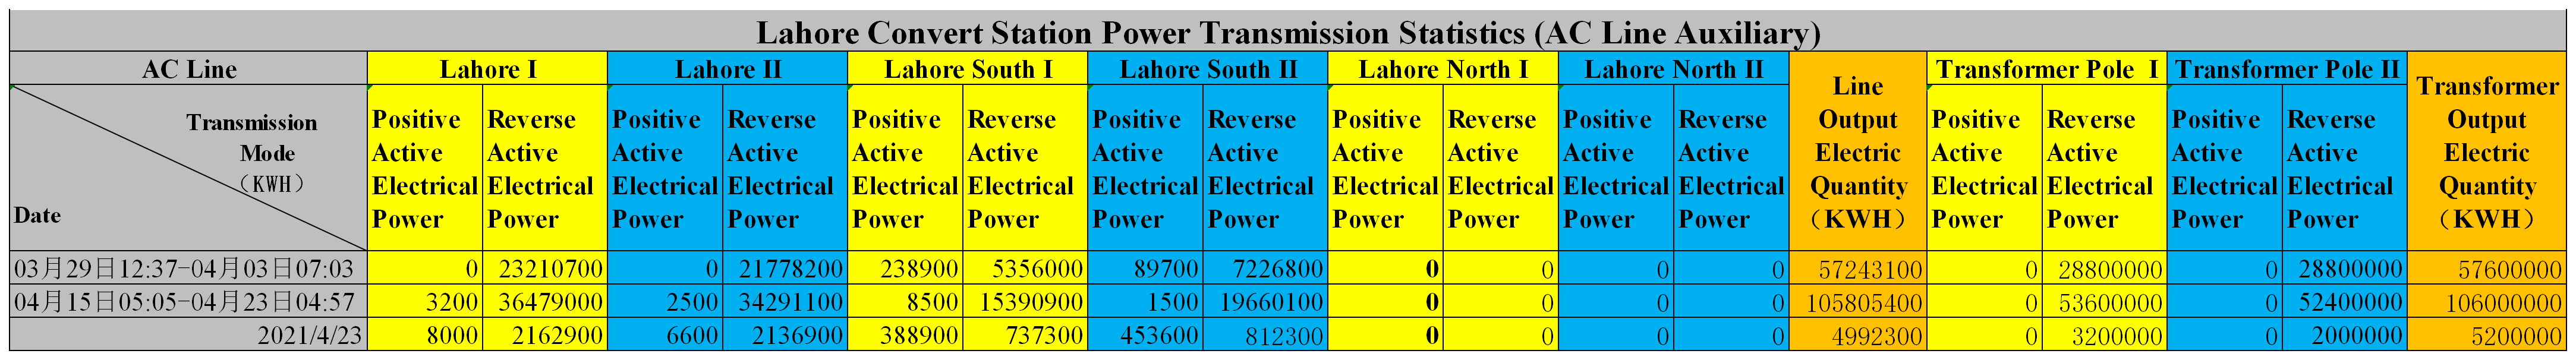 Lahore Convert Station Power Transmission Statistics (AC Line Auxiliary)
AC Line Lahore I Lahore II Lahore South I Lahore South II Lahore North I Lahore North II Line Output Electric Quantity (KWH) Transformer Pole I Transformer Pole II Transformer Output Electric Quantity (KWH)
Transmission Mode (KWH) Date Positive Active Electrical Power Reverse Active Electrical Power Positive Active Electrical Power Reverse Active Electrical Power Positive Active Electrical Power Reverse Active Electrical Power Positive Active Electrical Power Reverse Active Electrical Power Positive Active Electrical Power Reverse Active Electrical Power Positive Active Electrical Power Reverse Active Electrical Power Positive Active Electrical Power Reverse Active Electrical Power Positive Active Electrical Power Reverse Active Electrical Power
03月29日12:37-04月03日07:03 0 23210700 0 21778200 238900 5356000 89700 7226800 0 0 0 0 57243100 0 28800000 0 28800000 57600000
04月15日05:05-04月23日04:57 3200 36479000 2500 34291100 8500 15390900 1500 19660100 0 0 0 0 105805400 0 53600000 0 52400000 106000000
2021/4/23 8000 2162900 6600 2136900 388900 737300 453600 812300 0 0 0 0 4992300 0 3200000 0 2000000 5200000